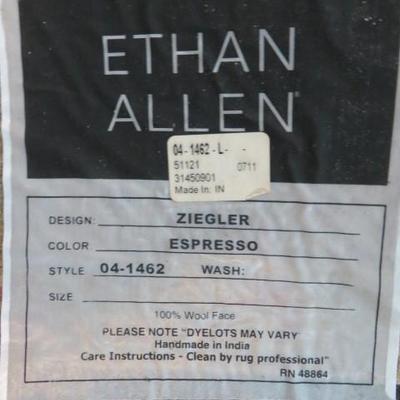 ETHAN
ALLEN
04-1462-L- -
51121 0711
31450901
Made In: IN
DESIGN: ZIEGLER
COLOR ESPRESSO
STYLE 04-1462 WASH:
SIZE
100% Wool Face
PLEASE NOTE "DYELOTS MAY VARY
Handmade in India
Care Instructions - Clean by rug professional"
RN 48864